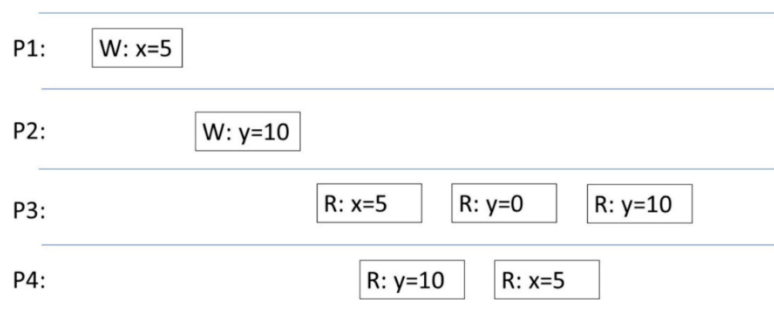 P1: W: x=5
P2: W: y=10
P3: R: x=5 R: y=0 R: y=10
P4: R: y=10 R: x=5